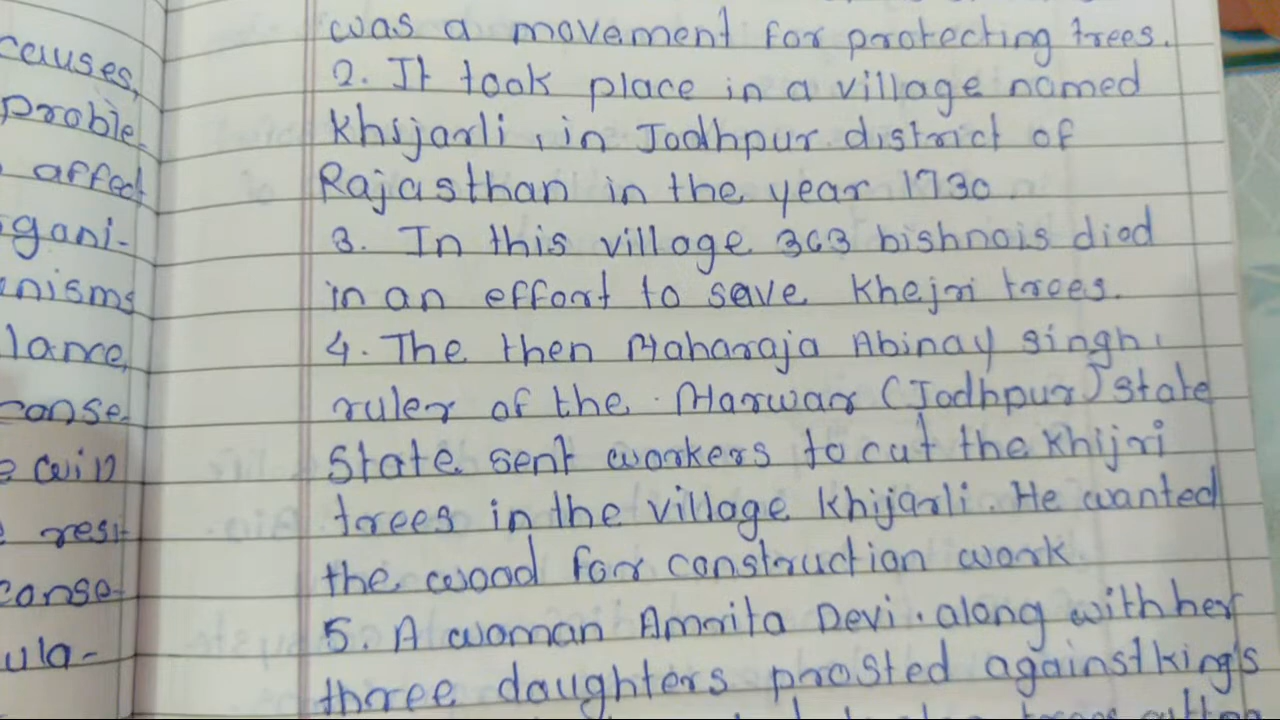 causes,
proble-
affect
gani-
nisms
lance
conse-
will
resi-
conse-
ula-
was a movement for protecting trees.
2. It took place in a village named
Khijarli, in Jodhpur district of
Rajasthan in the year 1730.
3. In this village 363 bishnois died
in an effort to save Khejri trees.
4. The then Maharaja Abinay singh,
ruler of the Marwar (Jodhpur) state
State sent workers to cut the Khijri
trees in the village Khijarli. He wanted
the wood for construction work
5. A woman Amrita Devi. along with her
three daughters prosted against king's